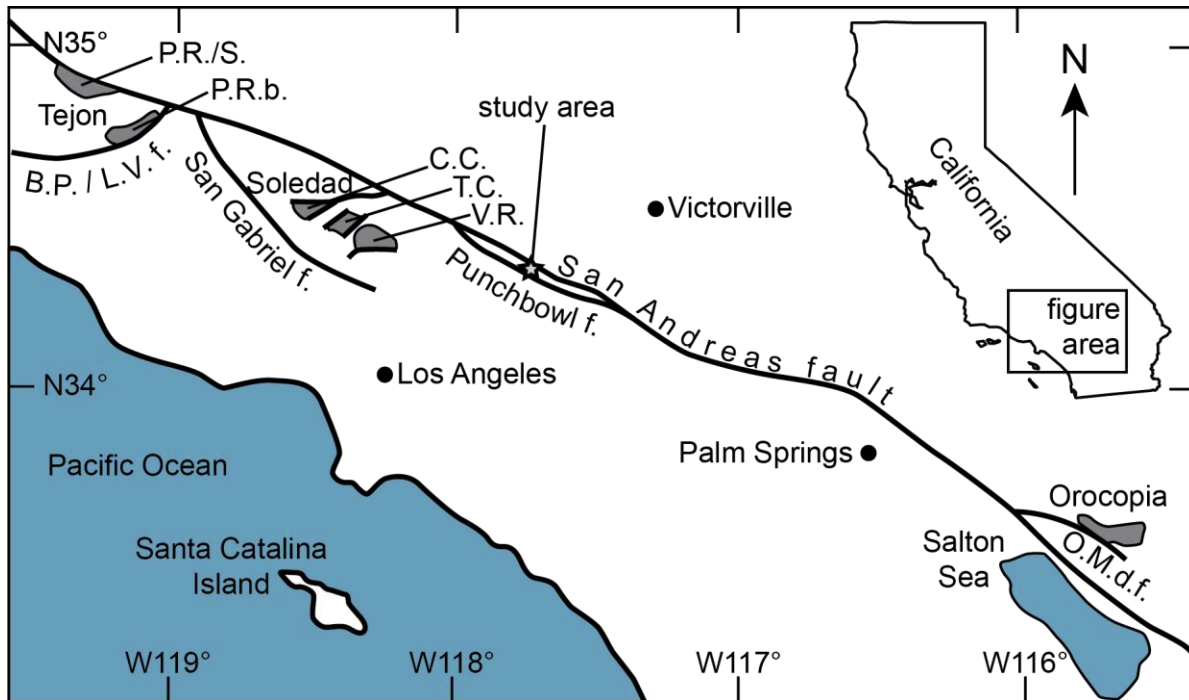 N35°
P.R./S.
P.R.b.
Tejon
B.P. / L.V. f.
San Gabriel f.
Soledad
C.C.
T.C.
V.R.
study area
Victorville
Punchbowl f.
San Andreas fault
N
California
figure
area
N34°
Los Angeles
Pacific Ocean
Palm Springs
Orocopia
O.M.d.f.
Salton
Sea
Santa Catalina
Island
W119°
W118°
W117°
W116°